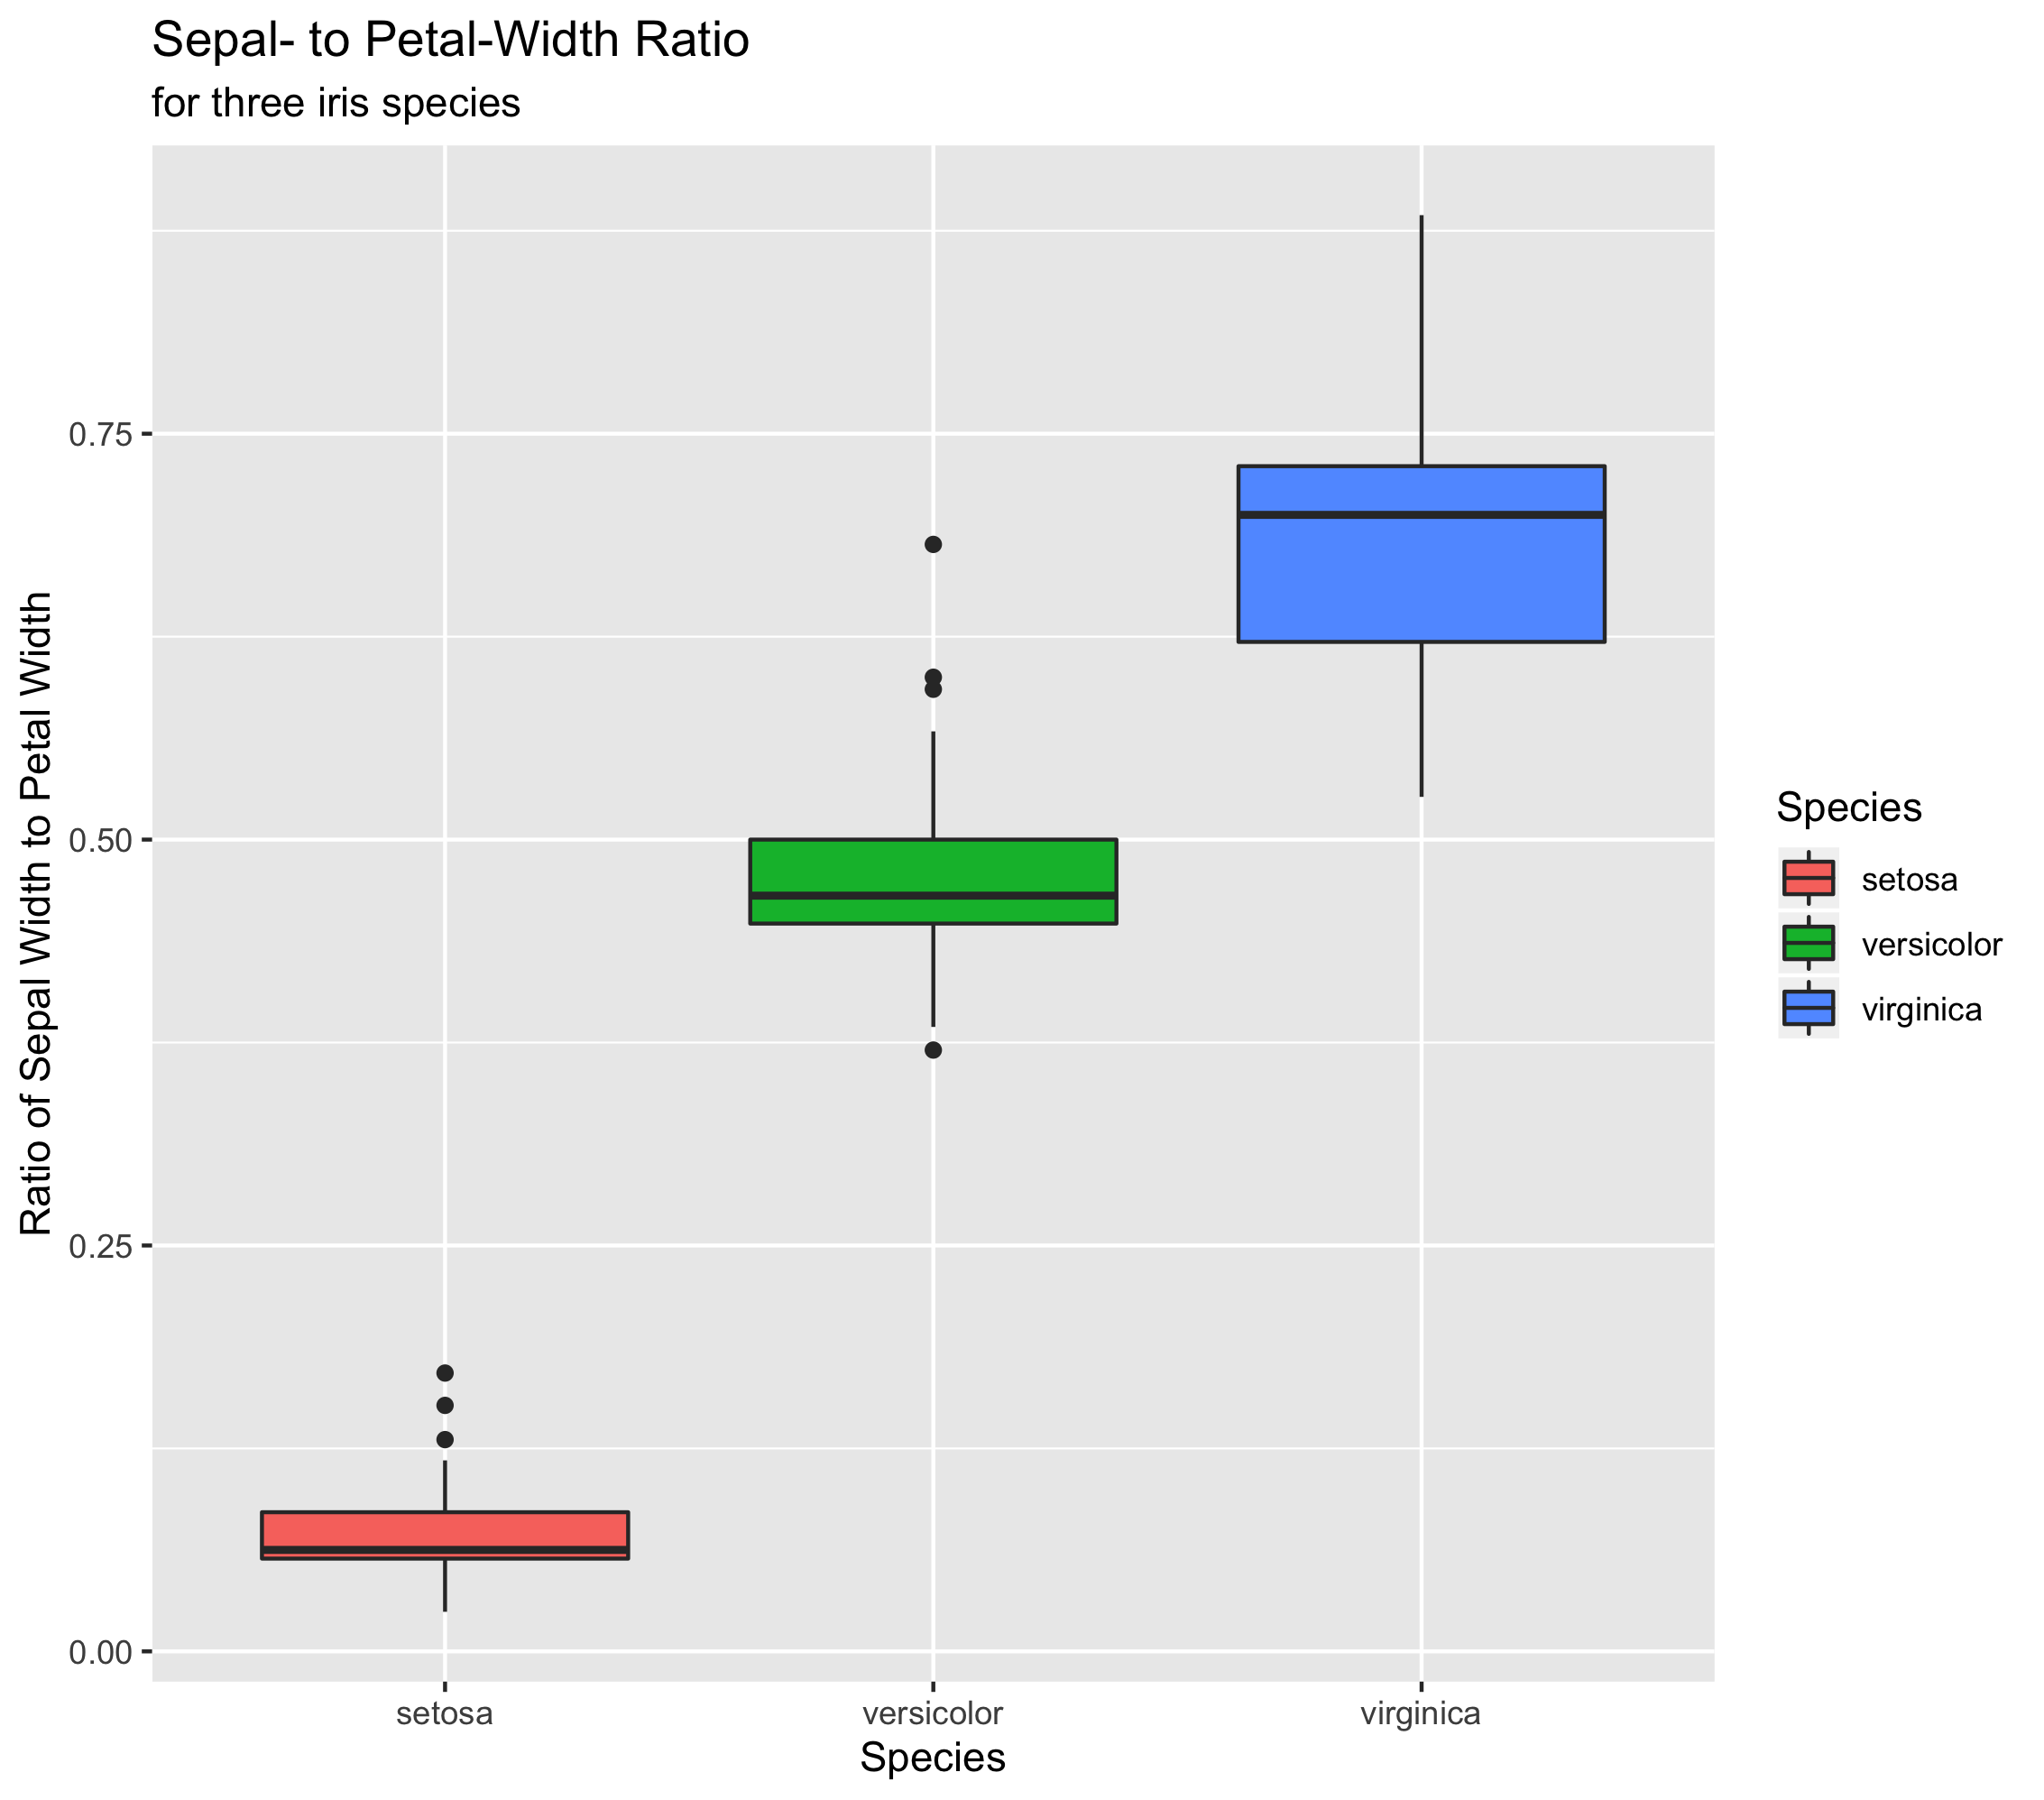 Sepal- to Petal-Width Ratio
for three iris species
Ratio of Sepal Width to Petal Width
0.75
0.50
0.25
0.00
setosa
versicolor
virginica
Species
Species
setosa
versicolor
virginica